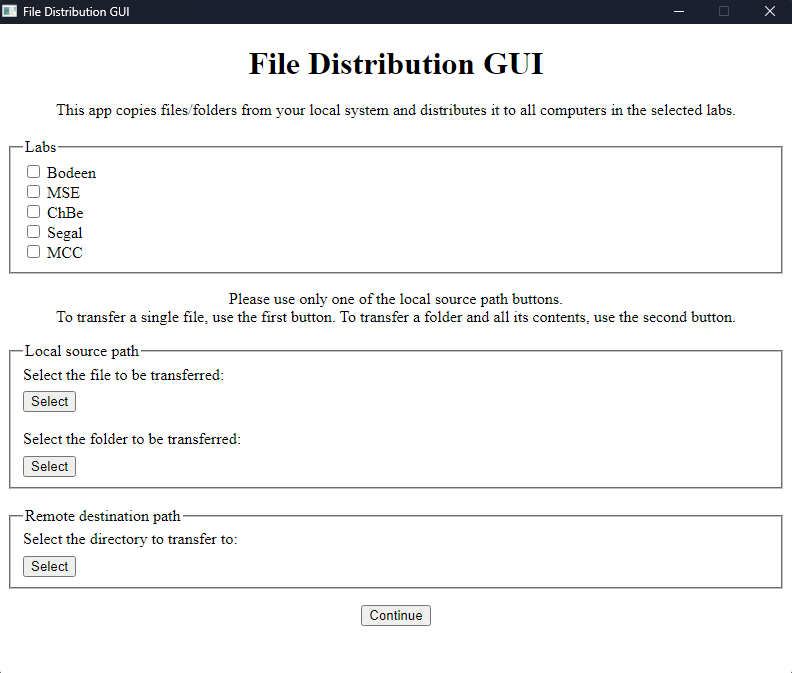 File Distribution GUI
File Distribution GUI
This app copies files/folders from your local system and distributes it to all computers in the selected labs.
Labs
Bodeen
MSE
ChBe
Segal
MCC
Please use only one of the local source path buttons.
To transfer a single file, use the first button. To transfer a folder and all its contents, use the second button.
Local source path
Select the file to be transferred:
Select
Select the folder to be transferred:
Select
Remote destination path
Select the directory to transfer to:
Select
Continue